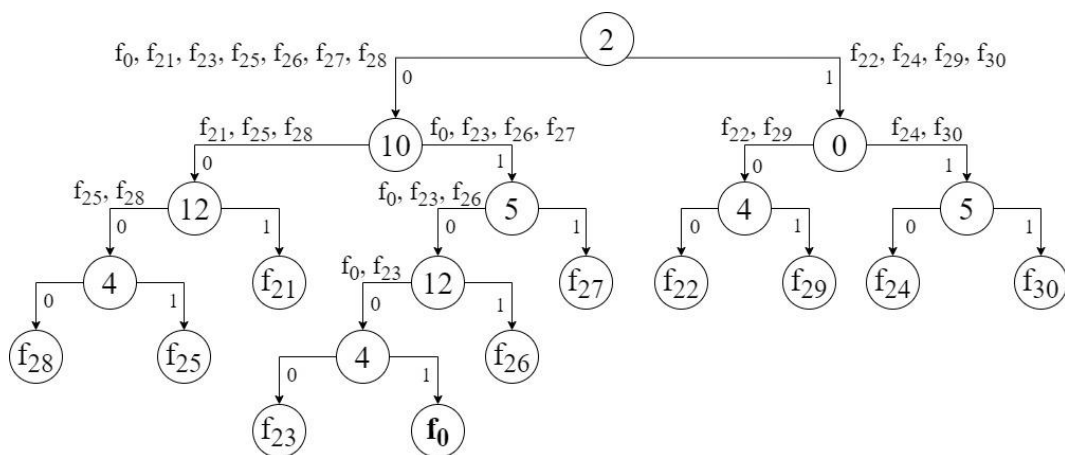 2
f₀, f₂₁, f₂₃, f₂₅, f₂₆, f₂₇, f₂₈
f₂₂, f₂₄, f₂₉, f₃₀
0
1
f₂₁, f₂₅, f₂₈
10
f₀, f₂₃, f₂₆, f₂₇
f₂₂, f₂₉
0
f₂₄, f₃₀
0
1
0
1
f₂₅, f₂₈
12
f₀, f₂₃, f₂₆
5
4
5
0
1
0
1
0
1
0
1
4
f₂₁
f₀, f₂₃
12
f₂₇
f₂₂
f₂₉
f₂₄
f₃₀
0
1
0
1
f₂₈
f₂₅
4
f₂₆
0
1
f₂₃
f₀